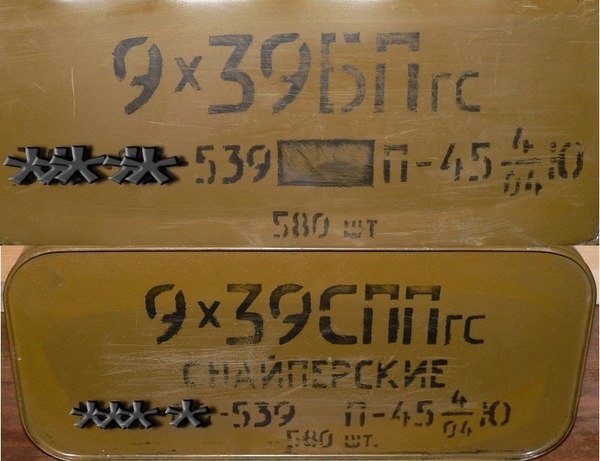 9х39БПгс
539 П-45 4/04 Ю
580 шт
9х39СППгс
СНАЙПЕРСКИЕ
-539 П-45 4/04 Ю
580 шт.